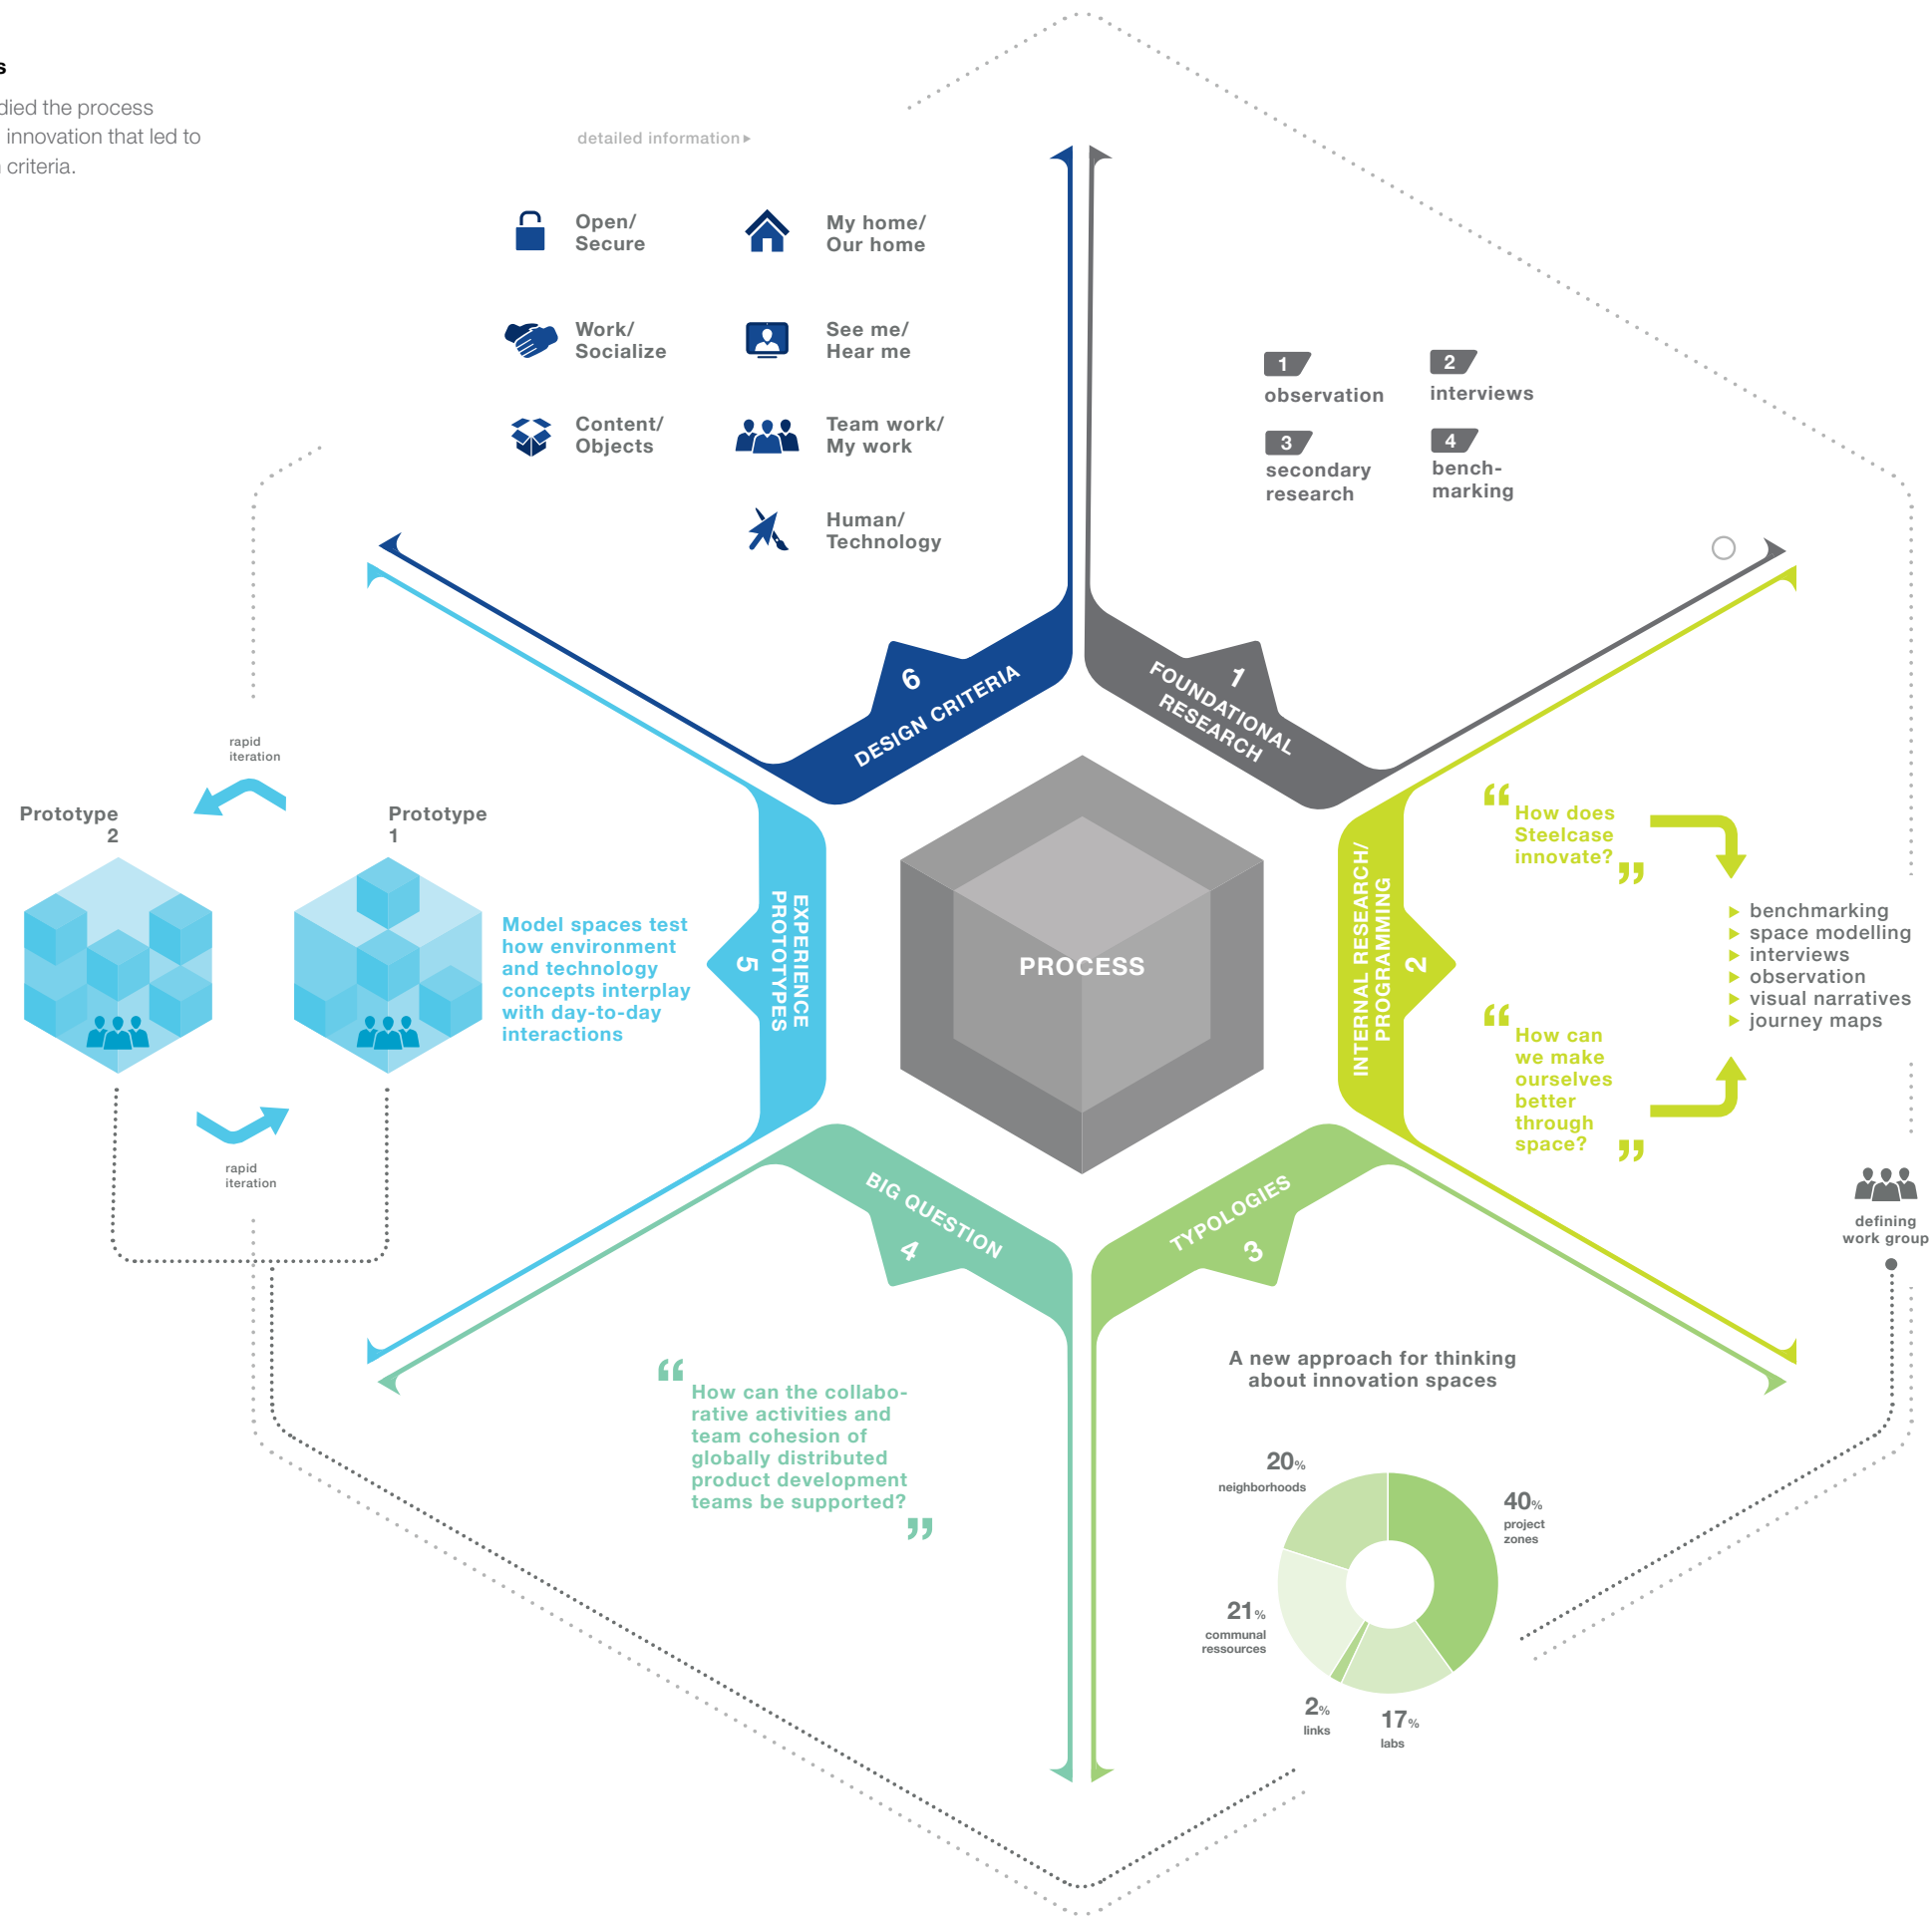 s
died the process
innovation that led to
criteria.
detailed information
Open/
Secure
My home/
Our home
Work/
Socialize
See me/
Hear me
Content/
Objects
Team work/
My work
Human/
Technology
6
DESIGN CRITERIA
1
observation
2
interviews
3
secondary
research
4
bench-
marking
1
FOUNDATIONAL
RESEARCH
PROCESS
“
How does
Steelcase
innovate?
”
“
How can
we make
ourselves
better
through
space?
”
benchmarking
space modelling
interviews
observation
visual narratives
journey maps
INTERNAL RESEARCH/
PROGRAMMING
2
defining
work group
TYPOLOGIES
3
A new approach for thinking
about innovation spaces
20%
neighborhoods
40%
project
zones
21%
communal
ressources
2%
links
17%
labs
BIG QUESTION
4
“
How can the collabo-
rative activities and
team cohesion of
globally distributed
product development
teams be supported?
”
EXPERIENCE
PROTOTYPES
5
Model spaces test
how environment
and technology
concepts interplay
with day-to-day
interactions
rapid
iteration
Prototype
2
Prototype
1
rapid
iteration